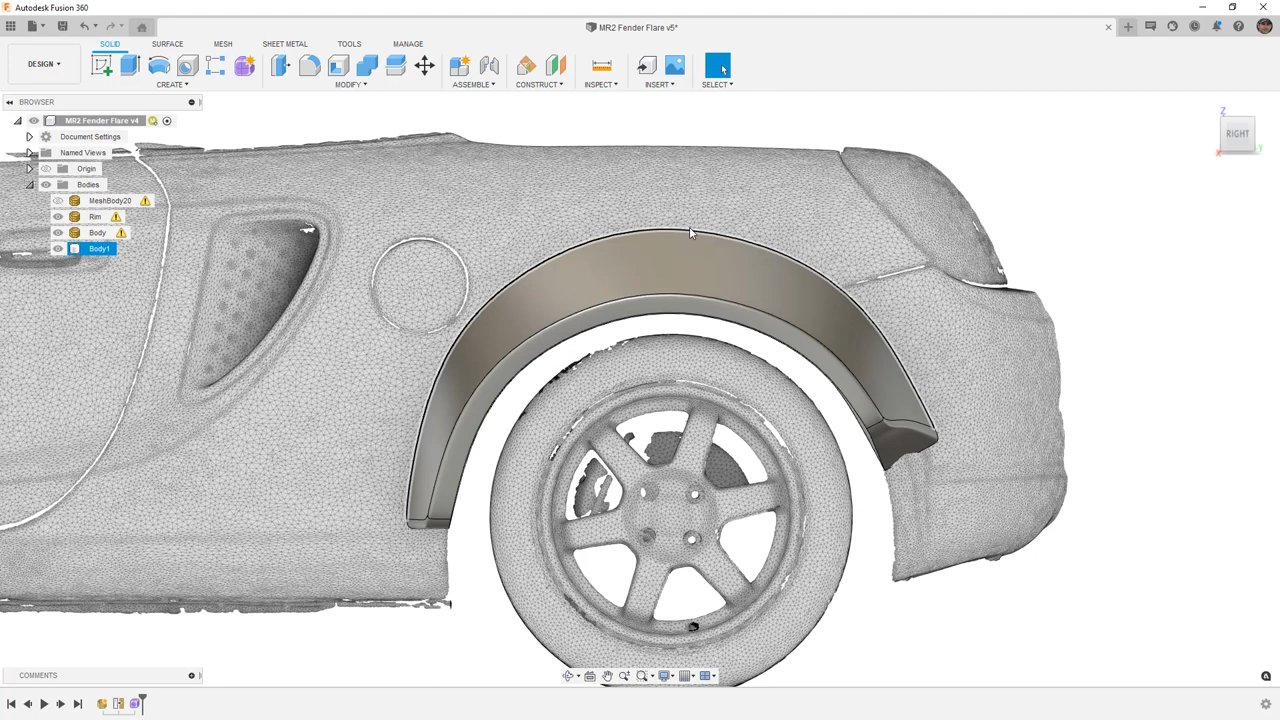 Autodesk Fusion 360
MR2 Fender Flare v5*
SOLID SURFACE MESH SHEET METAL TOOLS MANAGE
DESIGN
CREATE MODIFY ASSEMBLE CONSTRUCT INSPECT INSERT SELECT
BROWSER
MR2 Fender Flare v4
Document Settings
Named Views
Origin
Bodies
MeshBody20
Rim
Body
Body1
Z
RIGHT
X
Y
COMMENTS